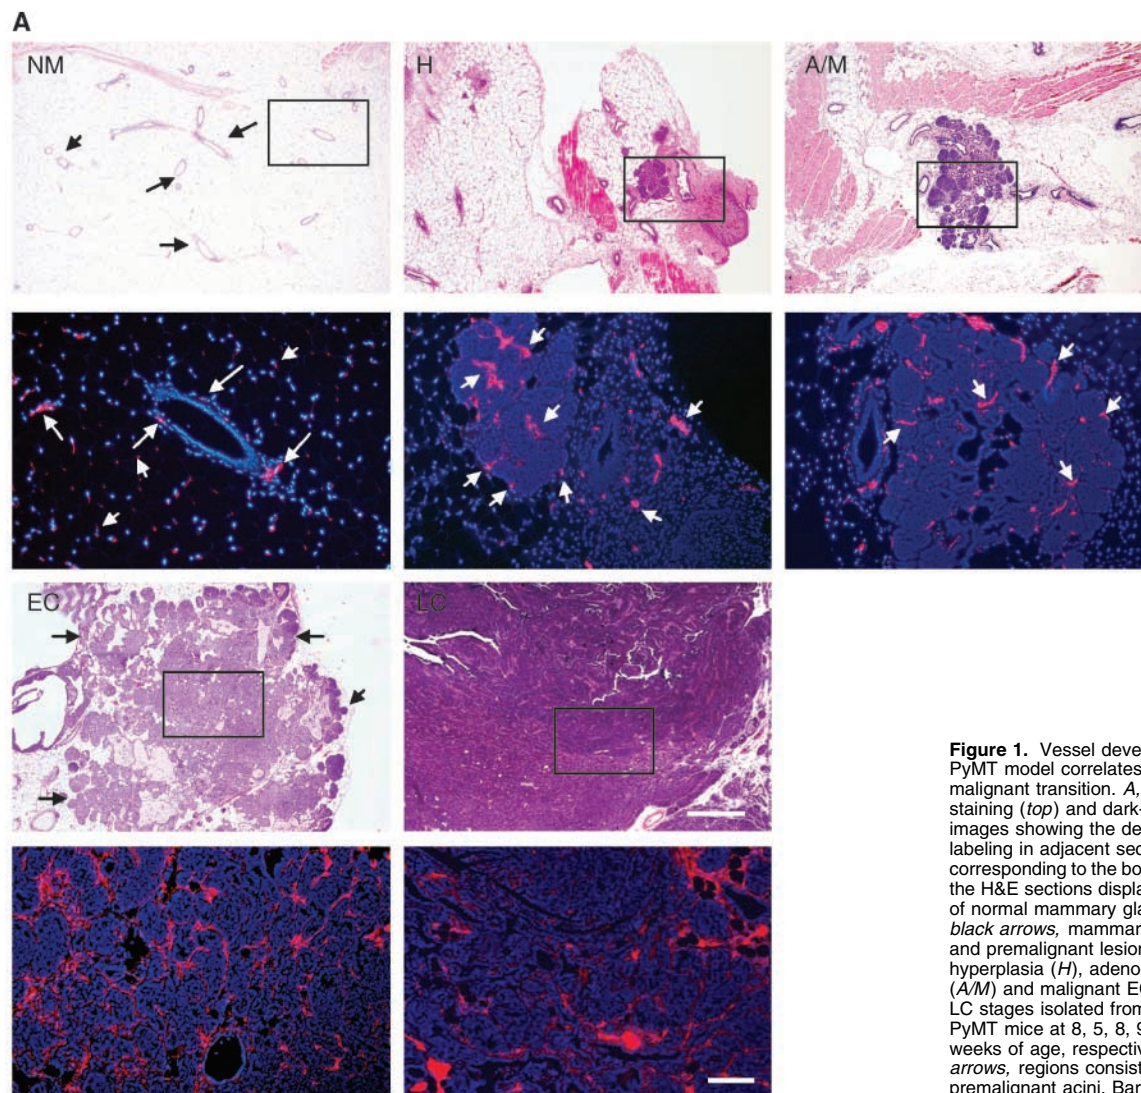 A
NM
H
A/M
EC
LC
Figure 1. Vessel deve
PyMT model correlates
malignant transition. A,
staining (top) and dark-
images showing the de
labeling in adjacent sec
corresponding to the bo
the H&E sections displa
of normal mammary gla
black arrows, mammar
and premalignant lesion
hyperplasia (H), adeno
(A/M) and malignant EC
LC stages isolated from
PyMT mice at 8, 5, 8, 9
weeks of age, respectiv
arrows, regions consist
premalignant acini. Bar